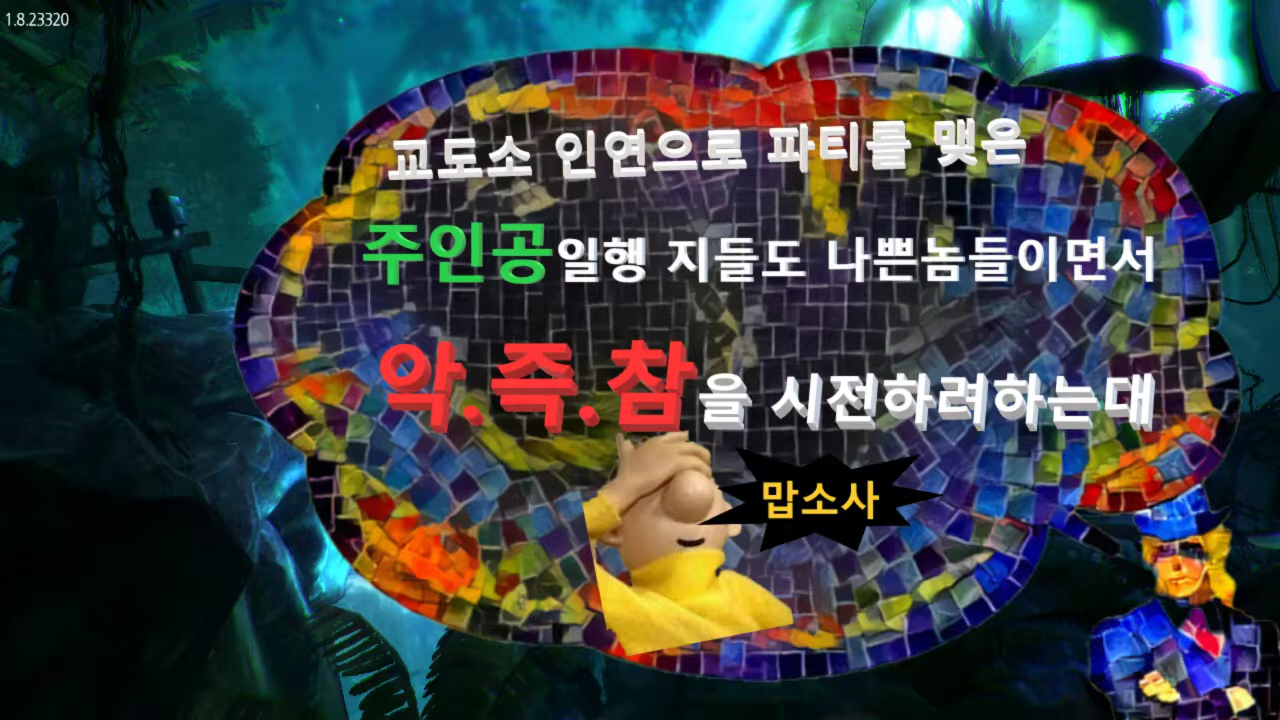 1.8.23320
교도소 인연으로 파티를 맺은
주인공일행 지들도 나쁜놈들이면서
악.즉.참을 시전하려하는대
맙소사